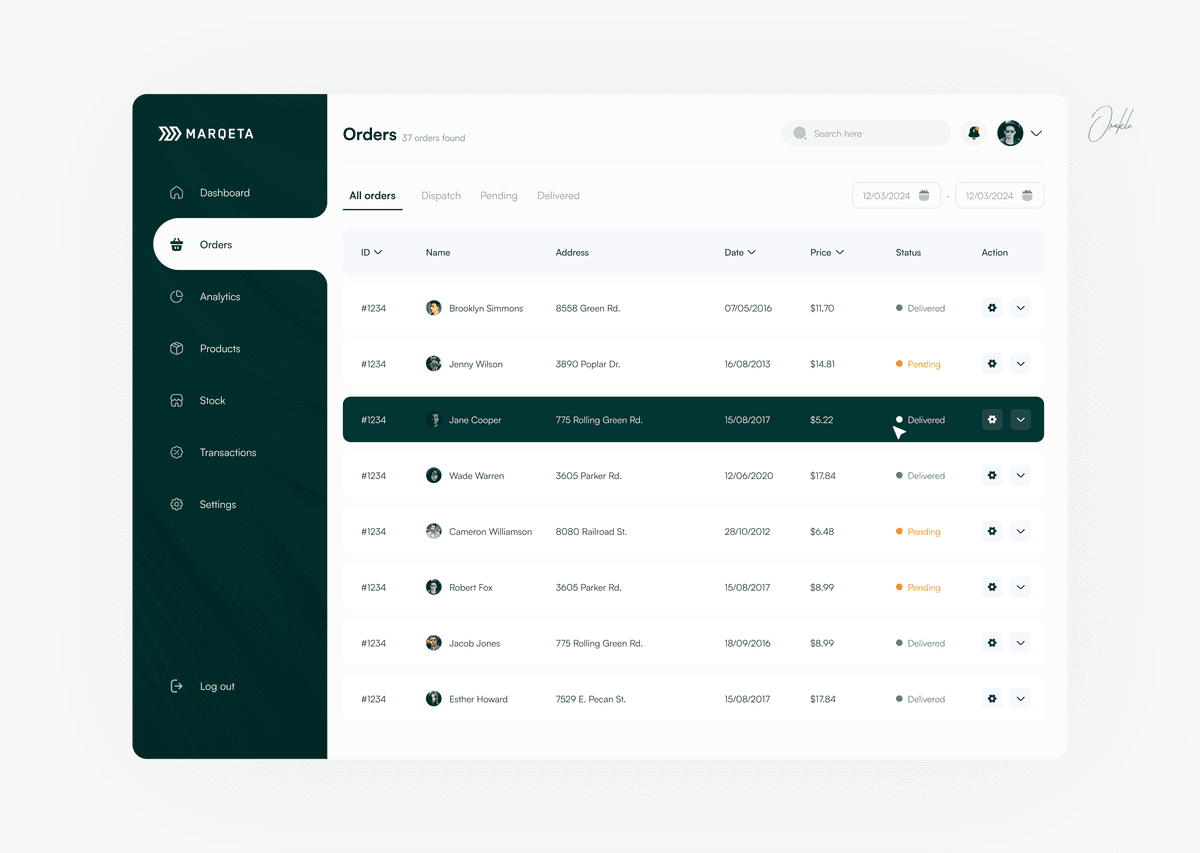 MARQETA
Dashboard
Orders
Analytics
Products
Stock
Transactions
Settings
Log out
Orders 37 orders found
Search here
All orders Dispatch Pending Delivered
12/03/2024 - 12/03/2024
ID Name Address Date Price Status Action
#1234 Brooklyn Simmons 8558 Green Rd. 07/05/2016 $11.70 Delivered
#1234 Jenny Wilson 3890 Poplar Dr. 16/08/2013 $14.81 Pending
#1234 Jane Cooper 775 Rolling Green Rd. 15/08/2017 $5.22 Delivered
#1234 Wade Warren 3605 Parker Rd. 12/06/2020 $17.84 Delivered
#1234 Cameron Williamson 8080 Railroad St. 28/10/2012 $6.48 Pending
#1234 Robert Fox 3605 Parker Rd. 15/08/2017 $8.99 Pending
#1234 Jacob Jones 775 Rolling Green Rd. 18/09/2016 $8.99 Delivered
#1234 Esther Howard 7529 E. Pecan St. 15/08/2017 $17.84 Delivered